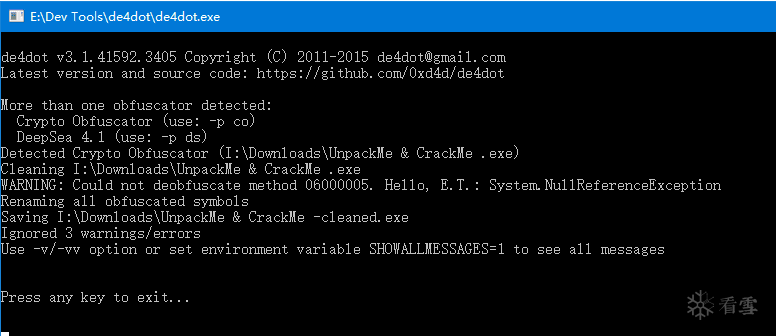 E:\Dev Tools\de4dot\de4dot.exe
de4dot v3.1.41592.3405 Copyright (C) 2011-2015 de4dot@gmail.com
Latest version and source code: https://github.com/0xd4d/de4dot
More than one obfuscator detected:
  Crypto Obfuscator (use: -p co)
  DeepSea 4.1 (use: -p ds)
Detected Crypto Obfuscator (I:\Downloads\UnpackMe & CrackMe .exe)
Cleaning I:\Downloads\UnpackMe & CrackMe .exe
WARNING: Could not deobfuscate method 06000005. Hello, E.T.: System.NullReferenceException
Renaming all obfuscated symbols
Saving I:\Downloads\UnpackMe & CrackMe -cleaned.exe
Ignored 3 warnings/errors
Use -v/-vv option or set environment variable SHOWALLMESSAGES=1 to see all messages
Press any key to exit...
看雪